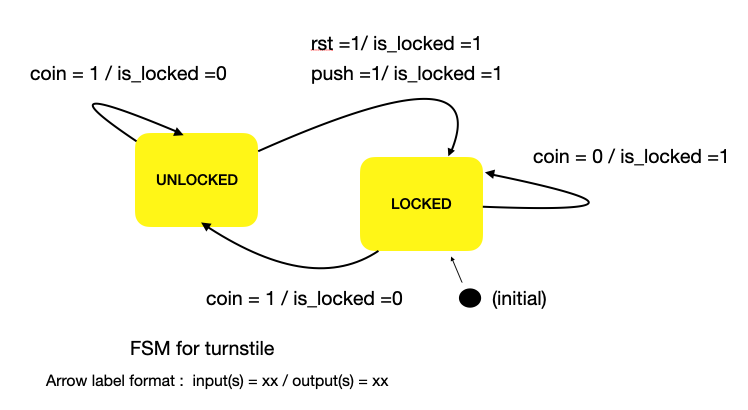 rst =1/ is_locked =1
coin = 1 / is_locked =0
push =1/ is_locked =1
coin = 0 / is_locked =1
UNLOCKED
LOCKED
coin = 1 / is_locked =0
(initial)
FSM for turnstile
Arrow label format :  input(s) = xx / output(s) = xx